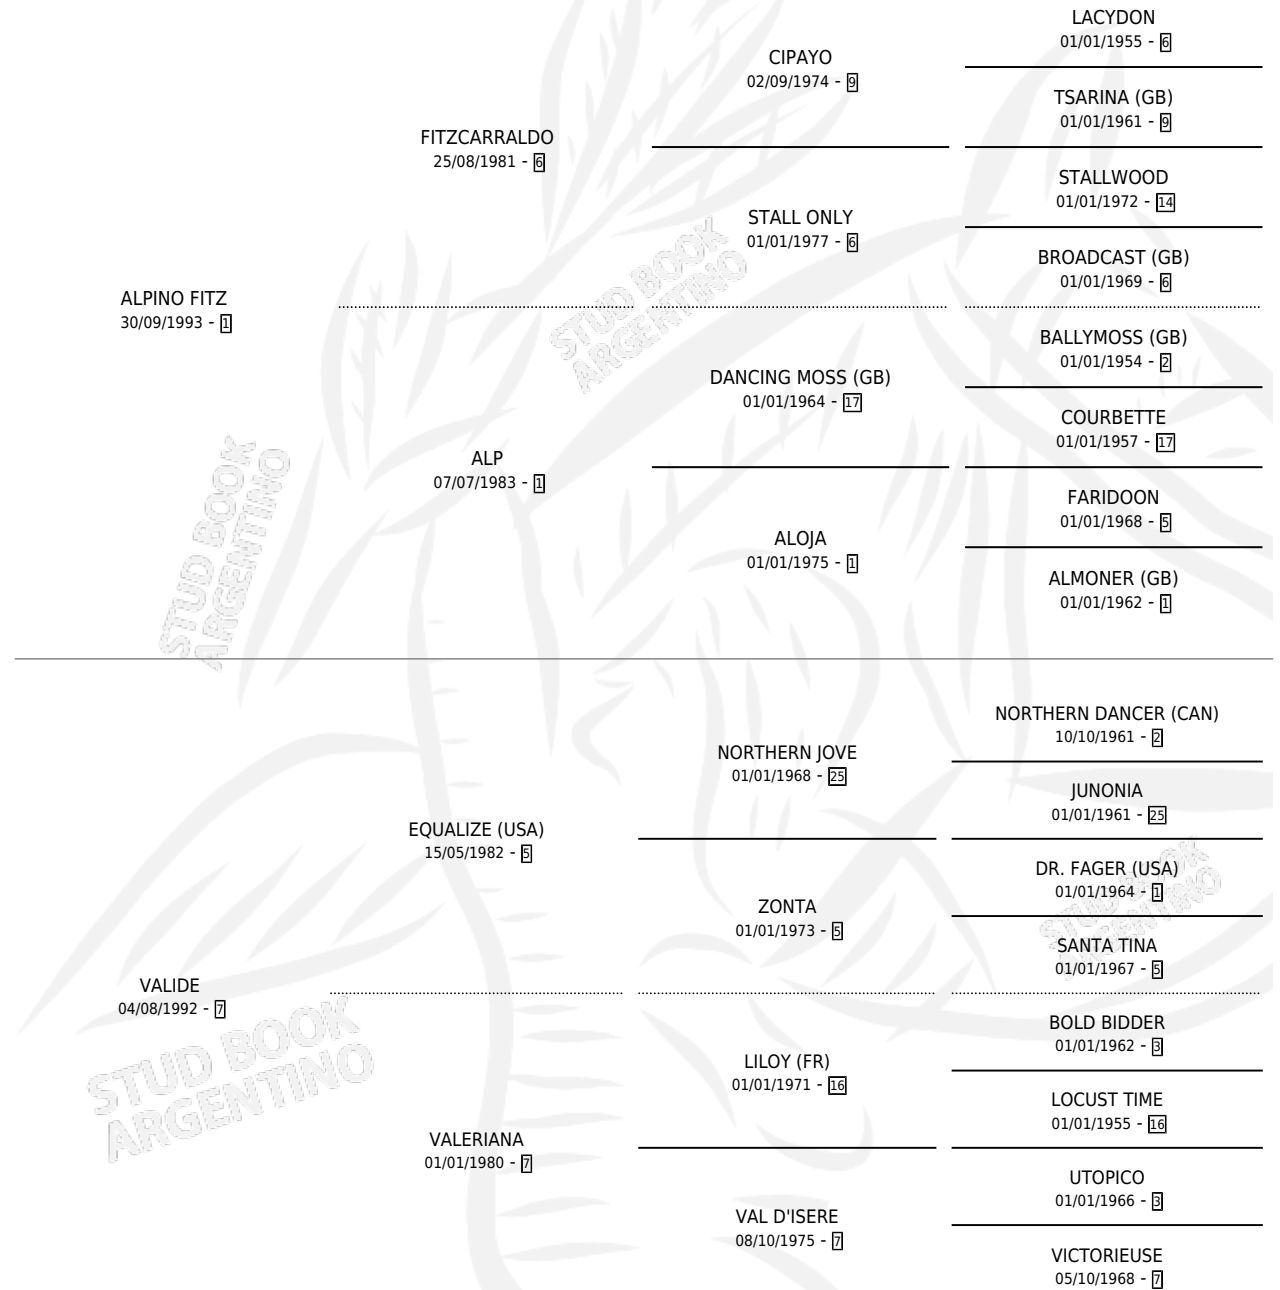 LACYDON
01/01/1955 - 6
CIPAYO
02/09/1974 - 9
TSARINA (GB)
01/01/1961 - 9
FITZCARRALDO
25/08/1981 - 6
STALLWOOD
01/01/1972 - 14
STALL ONLY
01/01/1977 - 6
BROADCAST (GB)
01/01/1969 - 6
ALPINO FITZ
30/09/1993 - 1
STUD BOOK
ARGENTINO
BALLYMOSS (GB)
01/01/1954 - 2
DANCING MOSS (GB)
01/01/1964 - 17
COURBETTE
01/01/1957 - 17
ALP
07/07/1983 - 1
FARIDOON
01/01/1968 - 5
ALOJA
01/01/1975 - 1
ALMONER (GB)
01/01/1962 - 1
STUD BOOK
ARGENTINO
NORTHERN DANCER (CAN)
10/10/1961 - 2
NORTHERN JOVE
01/01/1968 - 25
JUNONIA
01/01/1961 - 25
EQUALIZE (USA)
15/05/1982 - 5
DR. FAGER (USA)
01/01/1964 - 1
ZONTA
01/01/1973 - 5
SANTA TINA
01/01/1967 - 5
STUD BOOK
ARGENTINO
VALIDE
04/08/1992 - 7
BOLD BIDDER
01/01/1962 - 3
LILOY (FR)
01/01/1971 - 16
LOCUST TIME
01/01/1955 - 16
STUD BOOK
ARGENTINO
VALERIANA
01/01/1980 - 7
UTOPICO
01/01/1966 - 3
VAL D'ISERE
08/10/1975 - 7
VICTORIEUSE
05/10/1968 - 7